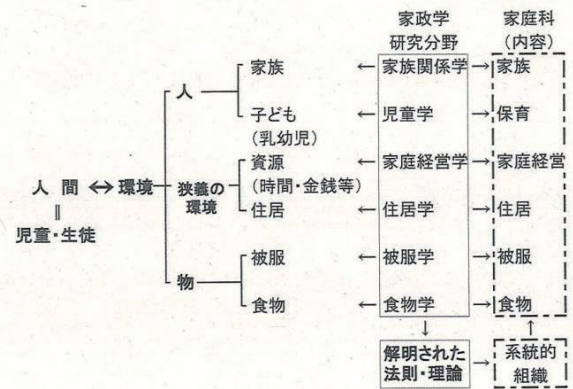 家政学 家庭科
研究分野 (内容)
人 家族 ← 家族関係学 → 家族
子ども ← 児童学 → 保育
(乳幼児)
資源 ← 家庭経営学 → 家庭経営
人 間 ↔ 環境 狭義の (時間・金銭等)
‖ 環境
児童・生徒 住居 ← 住居学 → 住居
被服 ← 被服学 → 被服
物
食物 ← 食物学 → 食物
↓ ↑
解明された → 系統的
法則・理論 組織